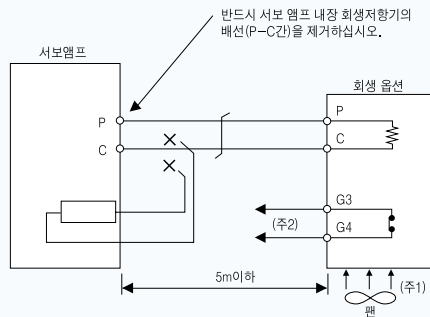 반드시 서보 앰프 내장 회생저항기의
배선(P-C간)을 제거하십시오.
서보앰프
회생 옵션
P
P
C
C
G3
(주2)
G4
5m이하
(주1)
팬